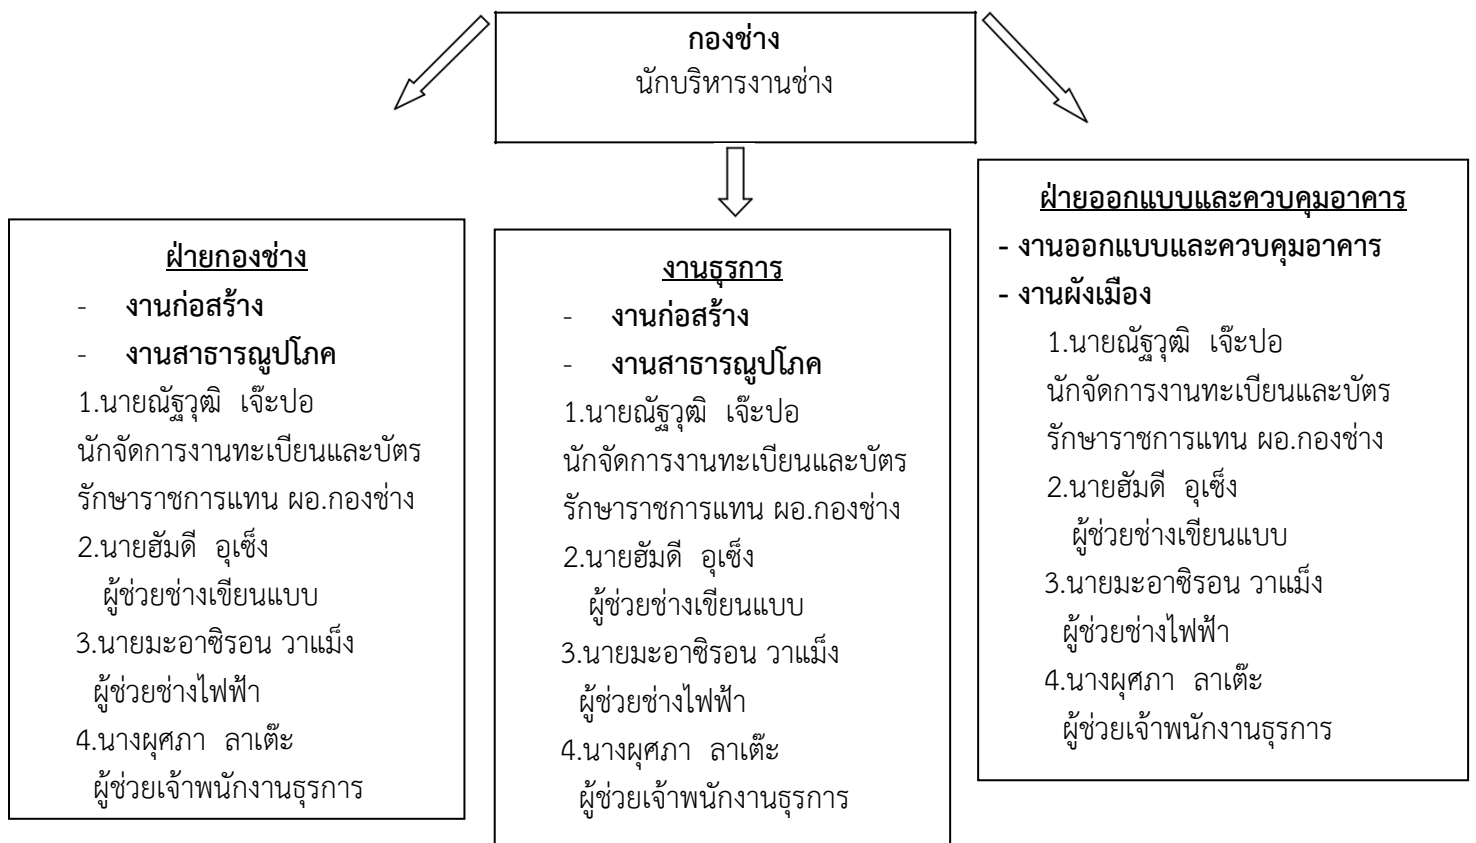 กองช่าง
นักบริหารงานช่าง
ฝ่ายกองช่าง
- งานก่อสร้าง
- งานสาธารณูปโภค
1.นายณัฐวุฒิ เจ๊ะปอ
นักจัดการงานทะเบียนและบัตร
รักษาราชการแทน ผอ.กองช่าง
2.นายฮัมดี อุเซ็ง
ผู้ช่วยช่างเขียนแบบ
3.นายมะอาซิรอน วาแม็ง
ผู้ช่วยช่างไฟฟ้า
4.นางผุศภา ลาเต๊ะ
ผู้ช่วยเจ้าพนักงานธุรการ
งานธุรการ
- งานก่อสร้าง
- งานสาธารณูปโภค
1.นายณัฐวุฒิ เจ๊ะปอ
นักจัดการงานทะเบียนและบัตร
รักษาราชการแทน ผอ.กองช่าง
2.นายฮัมดี อุเซ็ง
ผู้ช่วยช่างเขียนแบบ
3.นายมะอาซิรอน วาแม็ง
ผู้ช่วยช่างไฟฟ้า
4.นางผุศภา ลาเต๊ะ
ผู้ช่วยเจ้าพนักงานธุรการ
ฝ่ายออกแบบและควบคุมอาคาร
- งานออกแบบและควบคุมอาคาร
- งานผังเมือง
1.นายณัฐวุฒิ เจ๊ะปอ
นักจัดการงานทะเบียนและบัตร
รักษาราชการแทน ผอ.กองช่าง
2.นายฮัมดี อุเซ็ง
ผู้ช่วยช่างเขียนแบบ
3.นายมะอาซิรอน วาแม็ง
ผู้ช่วยช่างไฟฟ้า
4.นางผุศภา ลาเต๊ะ
ผู้ช่วยเจ้าพนักงานธุรการ